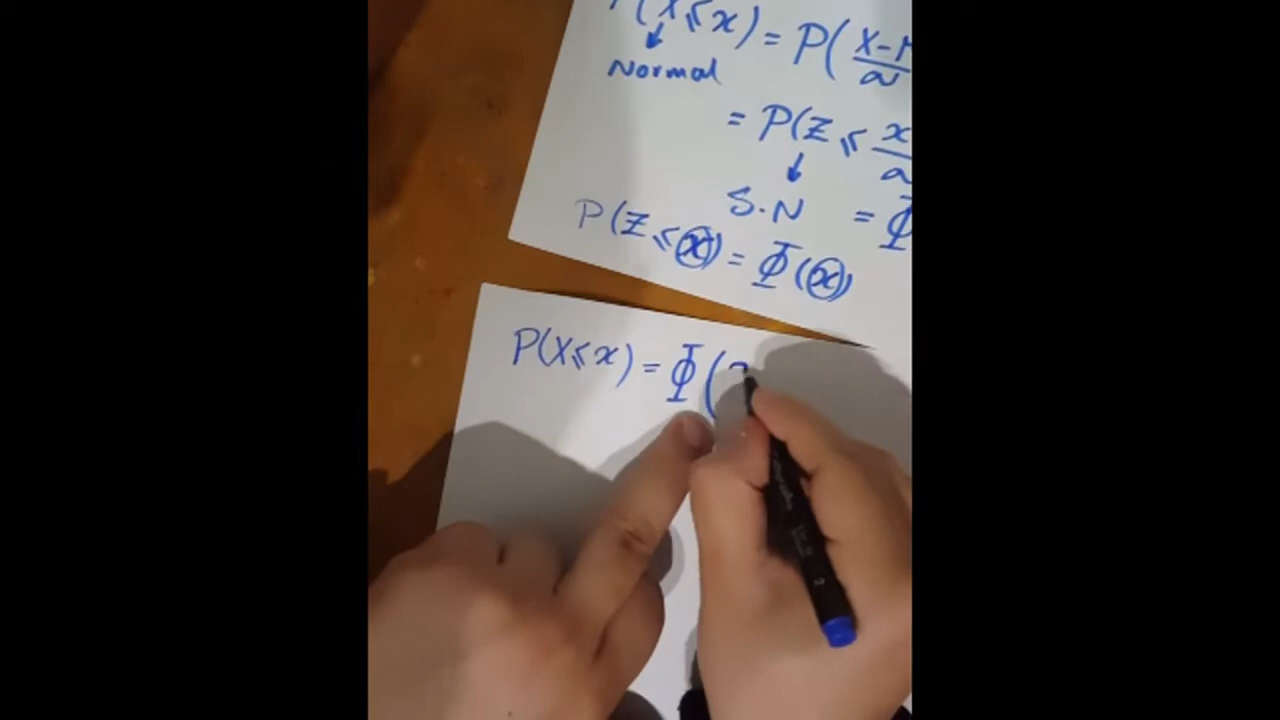 P(X ≤ x) = P(X-μ/σ
Normal
= P(Z ≤ x/σ
S.N = Φ
P(Z ≤ x) = Φ(x)
P(X ≤ x) = Φ(